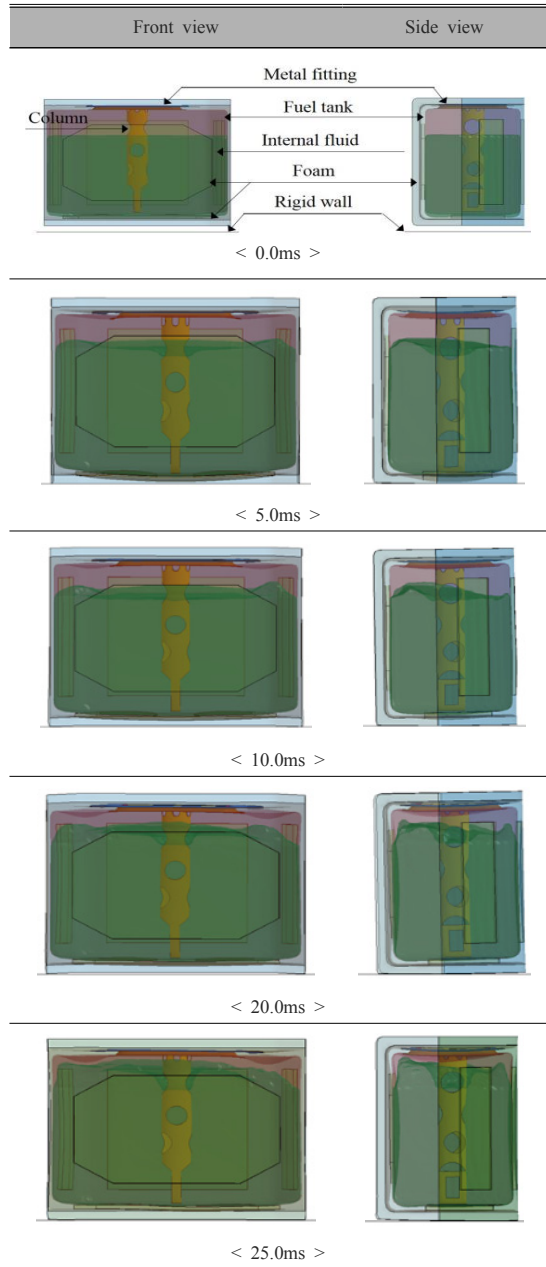 Front view Side view
Metal fitting
Column Fuel tank
Internal fluid
Foam
Rigid wall
< 0.0ms >
< 5.0ms >
< 10.0ms >
< 20.0ms >
< 25.0ms >